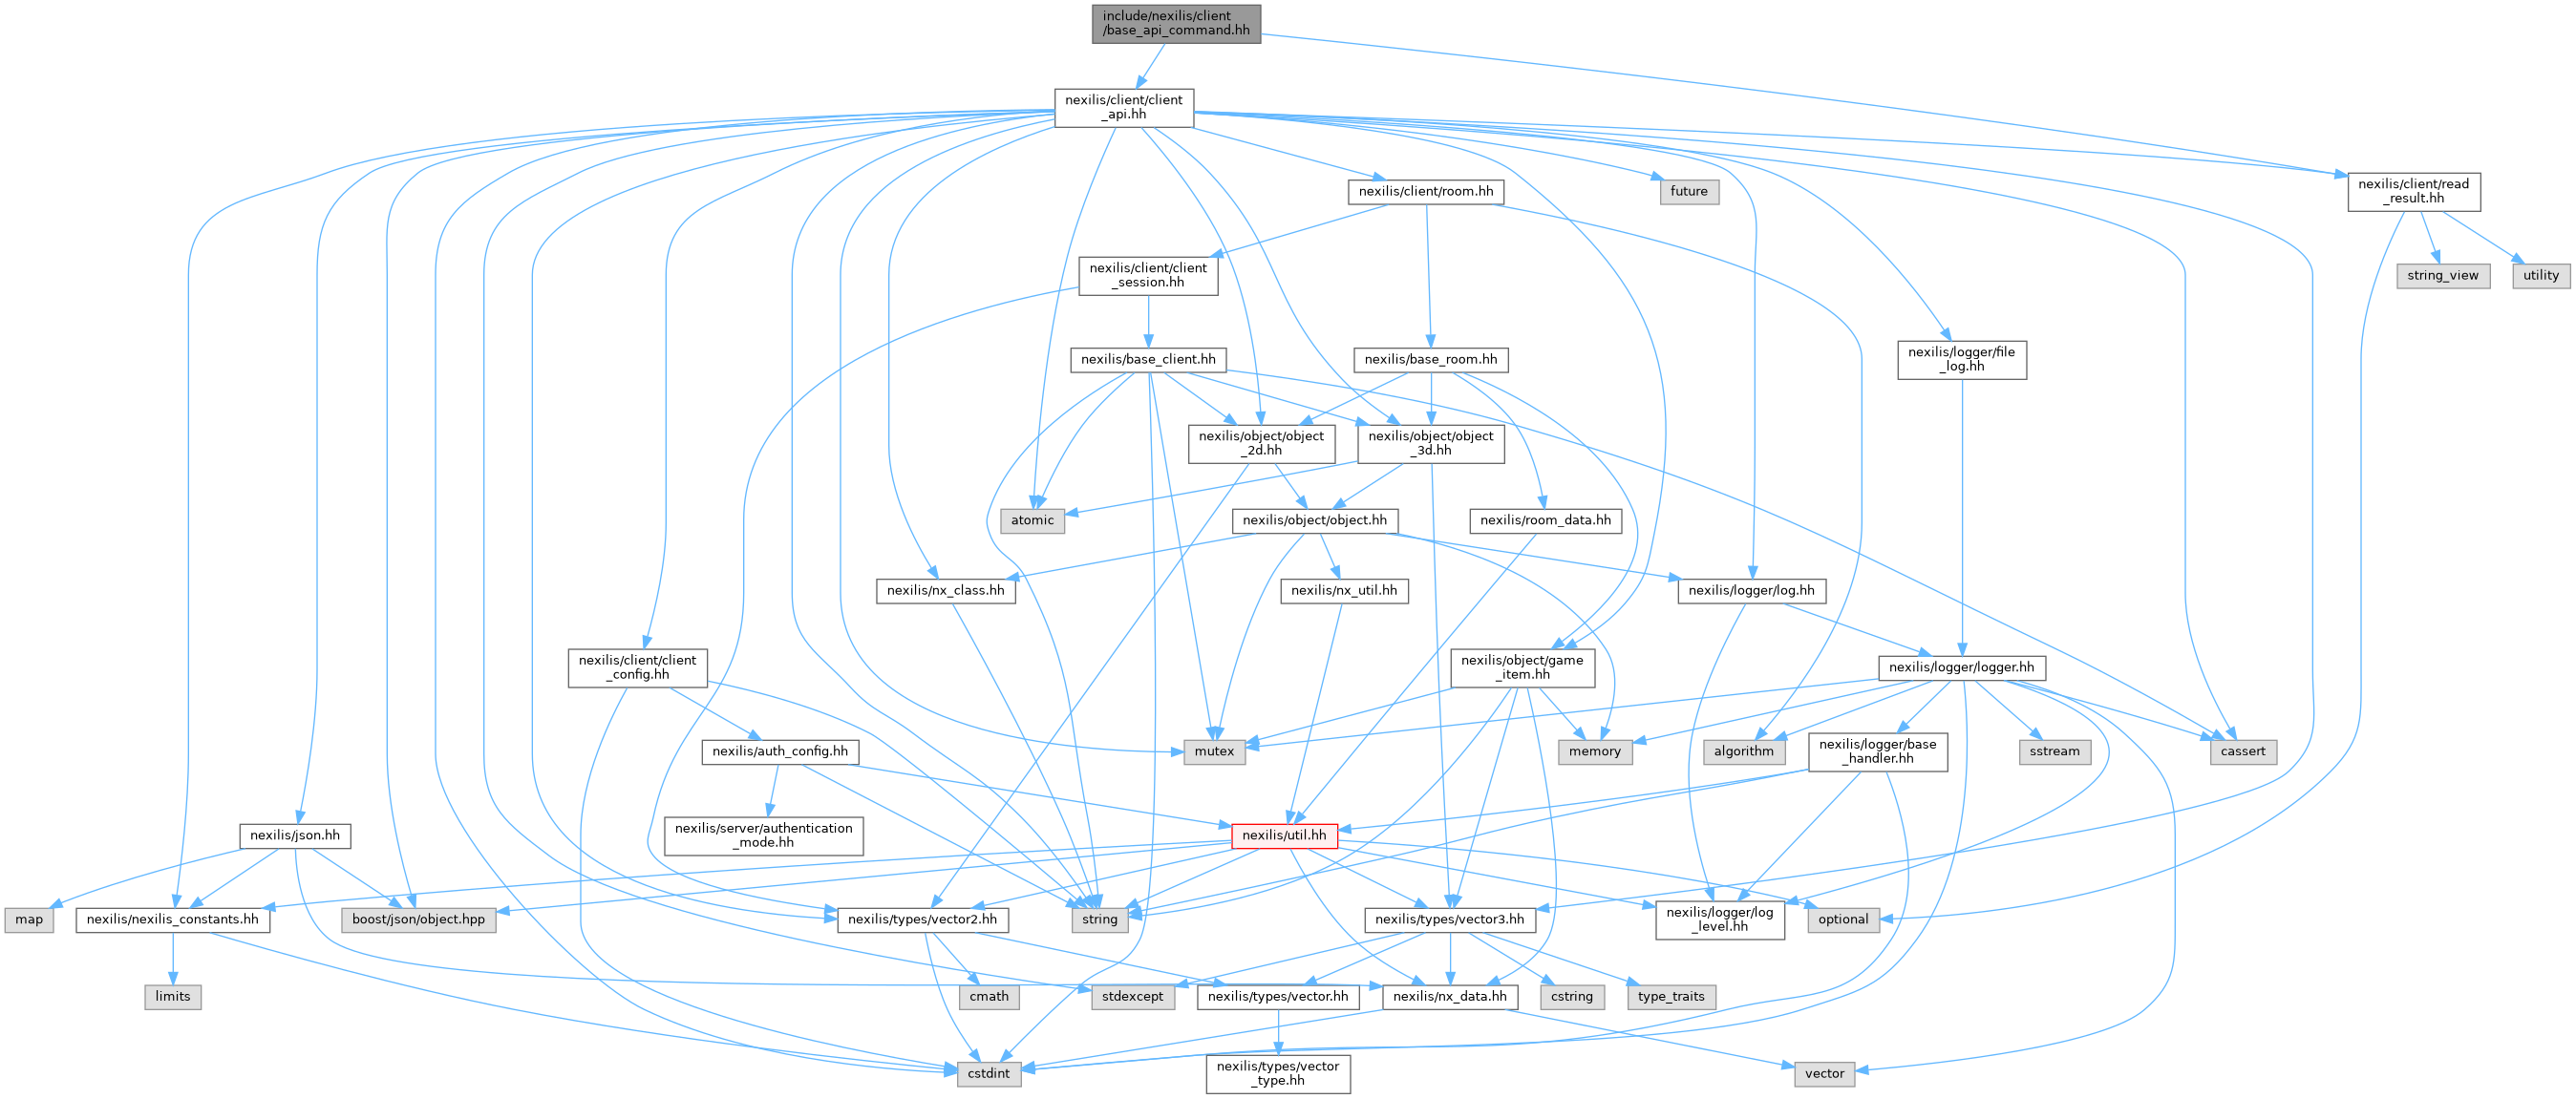 include/nexilis/client
/base_api_command.hh
nexilis/client/client
_api.hh
nexilis/client/room.hh
future
nexilis/client/read
_result.hh
nexilis/client/client
_session.hh
string_view
utility
nexilis/base_client.hh
nexilis/base_room.hh
nexilis/logger/file
_log.hh
nexilis/object/object
_2d.hh
nexilis/object/object
_3d.hh
atomic
nexilis/object/object.hh
nexilis/room_data.hh
nexilis/nx_class.hh
nexilis/nx_util.hh
nexilis/logger/log.hh
nexilis/client/client
_config.hh
nexilis/object/game
_item.hh
nexilis/logger/logger.hh
nexilis/auth_config.hh
mutex
memory
algorithm
nexilis/logger/base
_handler.hh
sstream
cassert
nexilis/json.hh
nexilis/server/authentication
_mode.hh
nexilis/util.hh
map
nexilis/nexilis_constants.hh
boost/json/object.hpp
nexilis/types/vector2.hh
string
nexilis/types/vector3.hh
nexilis/logger/log
_level.hh
optional
limits
cmath
stdexcept
nexilis/types/vector.hh
nexilis/nx_data.hh
cstring
type_traits
cstdint
nexilis/types/vector
_type.hh
vector